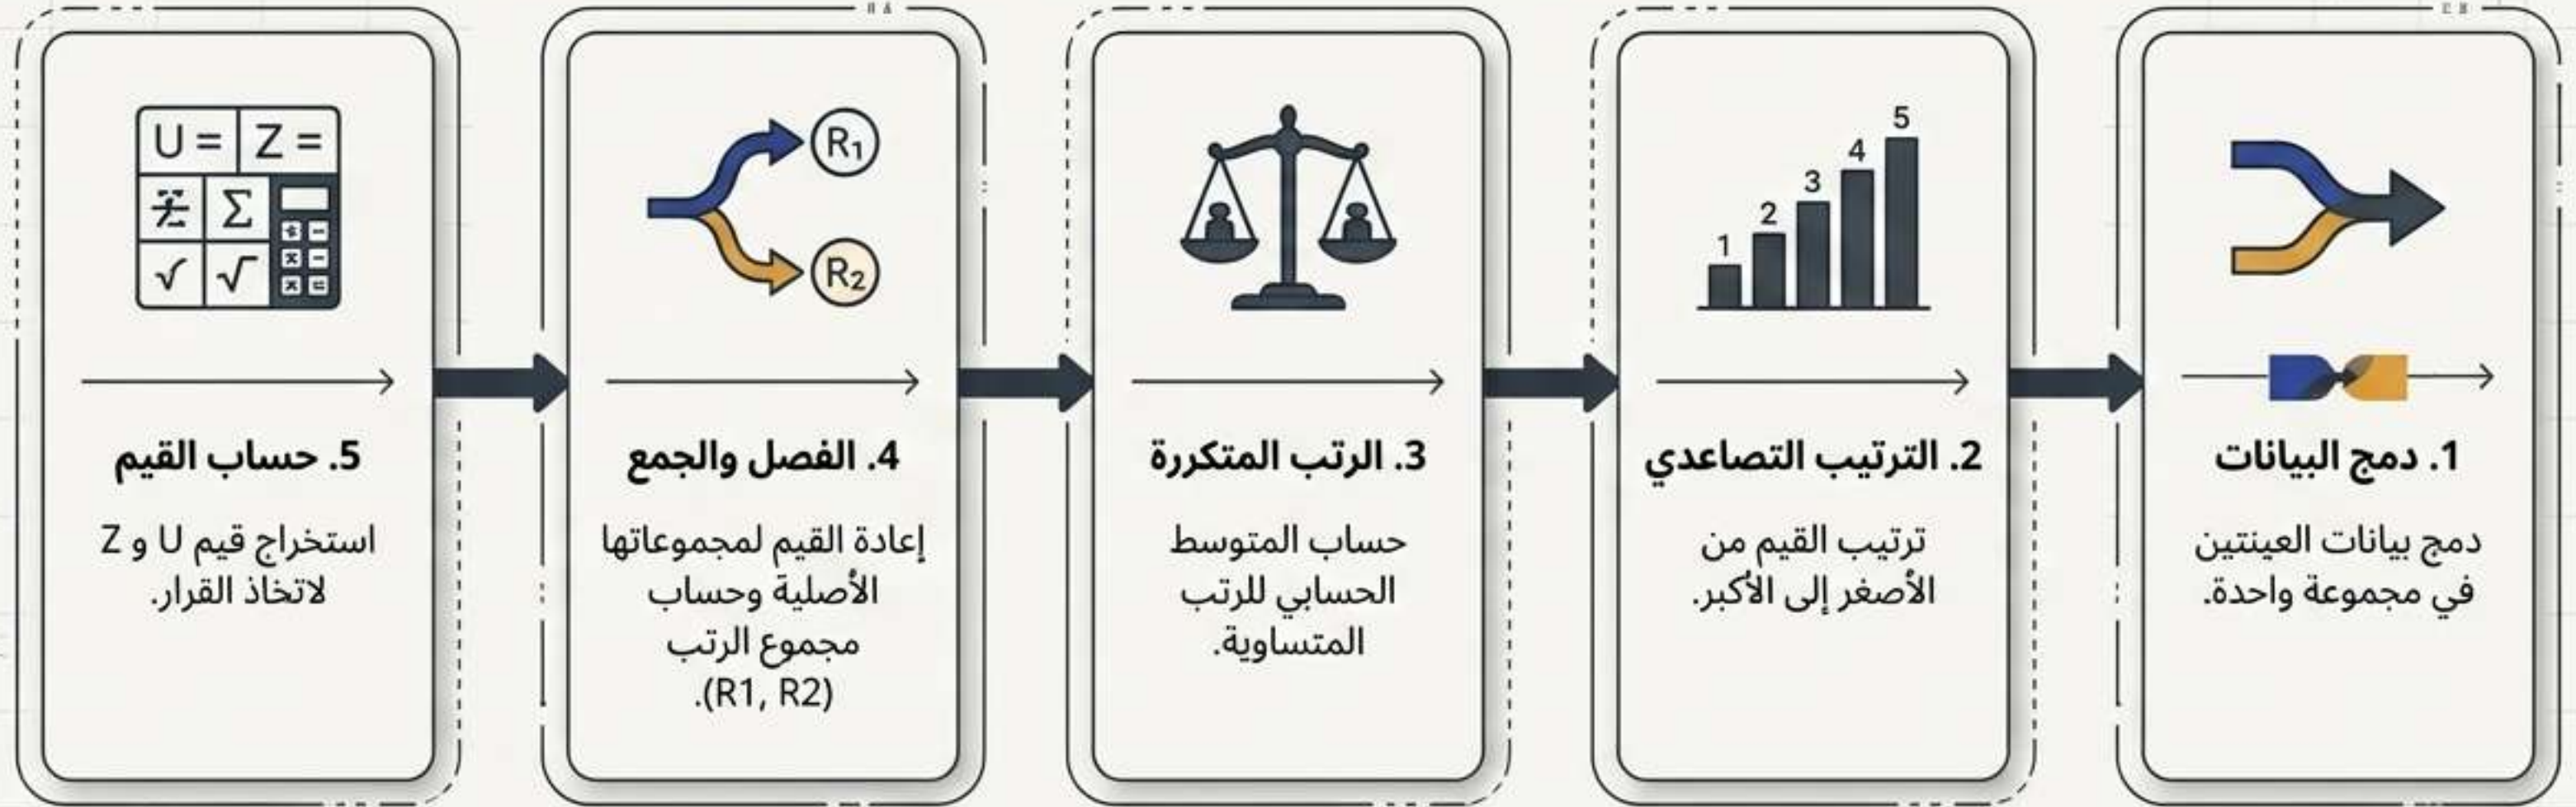 1. دمج البيانات
دمج بيانات العينتين
في مجموعة واحدة.
1
2
3
4
5
2. الترتيب التصاعدي
ترتيب القيم من
الأصغر إلى الأكبر.
3. الرتب المتكررة
حساب المتوسط
الحسابي للرتب
المتساوية.
R₁
R₂
4. الفصل والجمع
إعادة القيم لمجموعاتها
الأصلية وحساب
مجموع الرتب
(R1, R2).
U =
Z =
Σ
√
√
5. حساب القيم
استخراج قيم U و Z
لاتخاذ القرار.